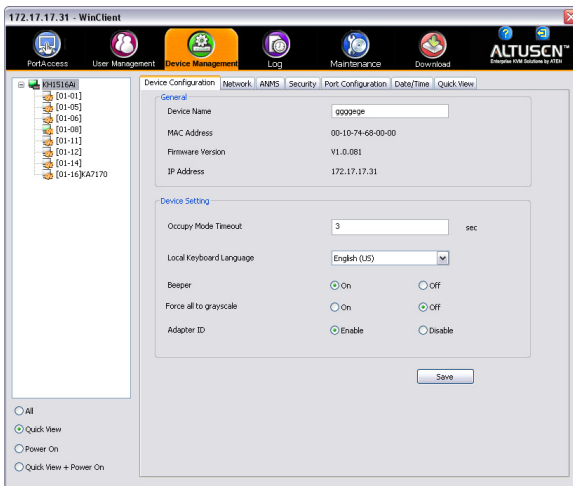 172.17.17.31 - WinClient
PortAccess
User Management
Device Management
Log
Maintenance
Download
ALTUSCN™
Enterprise KVM Solutions by ATEN
KH1516Ai
[01-01]
[01-05]
[01-06]
[01-08]
[01-11]
[01-12]
[01-14]
[01-16]KA7170
All
Quick View
Power On
Quick View + Power On
Device Configuration Network ANMS Security Port Configuration Date/Time Quick View
General
Device Name ggggege
MAC Address 00-10-74-68-00-00
Firmware Version V1.0.081
IP Address 172.17.17.31
Device Setting
Occupy Mode Timeout 3 sec
Local Keyboard Language English (US)
Beeper On Off
Force all to grayscale On Off
Adapter ID Enable Disable
Save